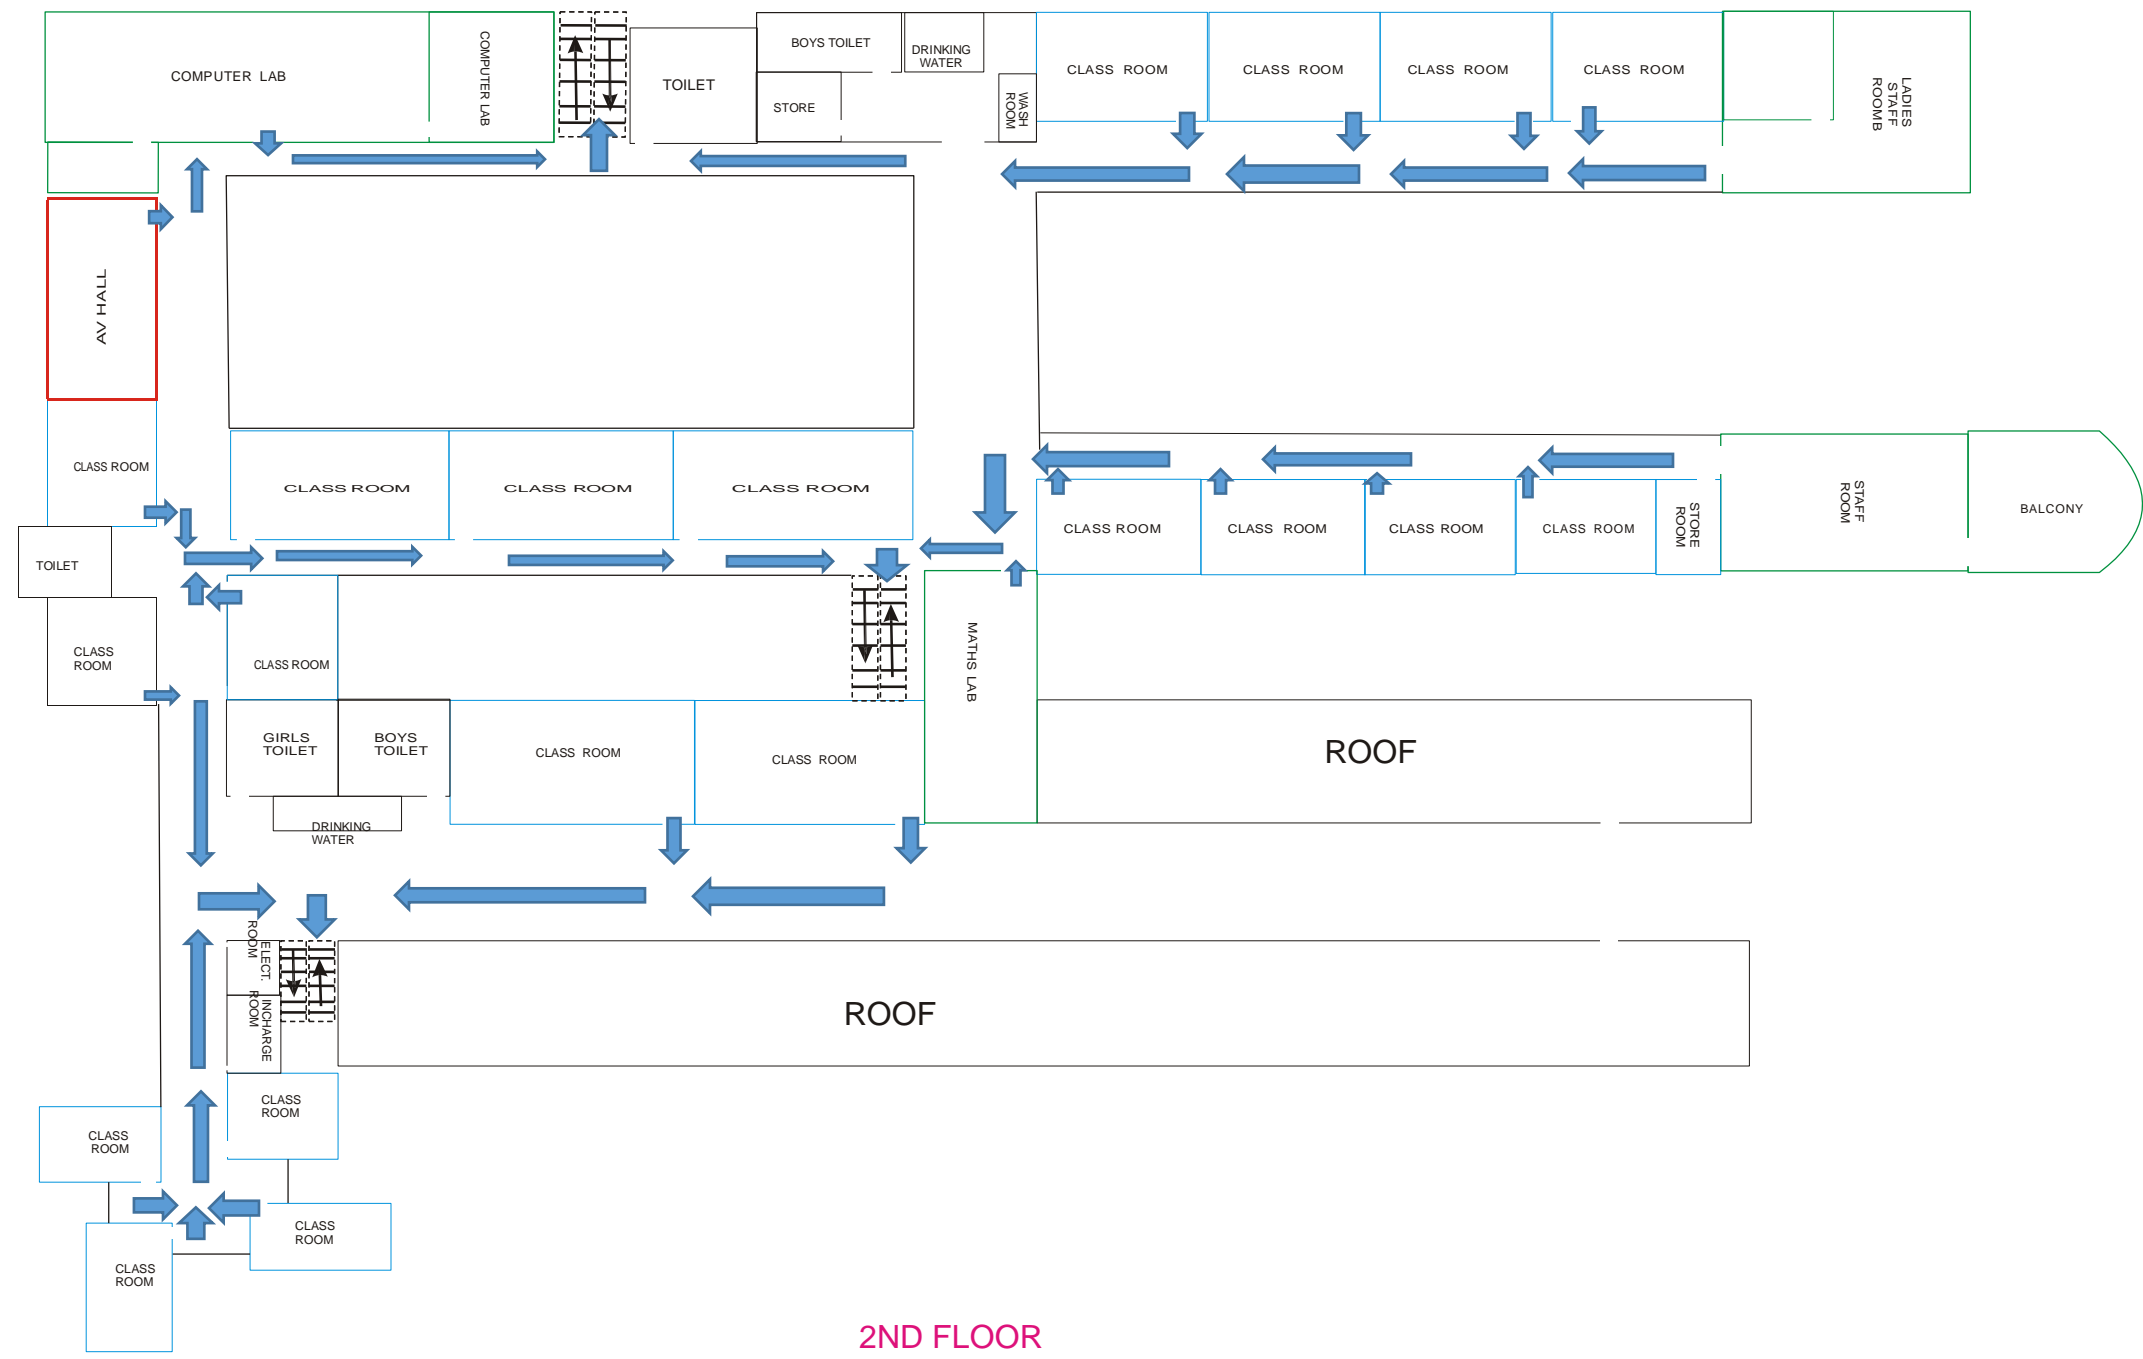 COMPUTER LAB
COMPUTER LAB
TOILET
BOYS TOILET
DRINKING
WATER
STORE
WASH
ROOM
CLASS ROOM
CLASS ROOM
CLASS ROOM
CLASS ROOM
LADIES
STAFF
ROOMB
AV HALL
CLASS ROOM
CLASS ROOM
CLASS ROOM
CLASS ROOM
CLASS ROOM
CLASS ROOM
CLASS ROOM
CLASS ROOM
STORE
ROOM
STAFF
ROOM
BALCONY
TOILET
CLASS
ROOM
CLASS ROOM
MATHS LAB
GIRLS
TOILET
BOYS
TOILET
CLASS ROOM
CLASS ROOM
ROOF
DRINKING
WATER
ELECT.
ROOM
INCHARGE
ROOM
ROOF
CLASS
ROOM
CLASS
ROOM
CLASS
ROOM
CLASS
ROOM
2ND FLOOR